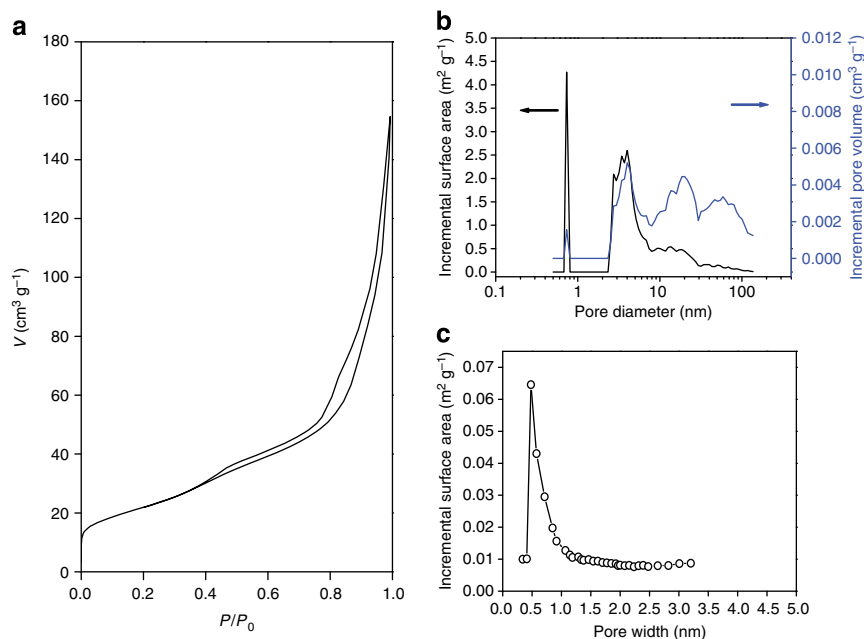 a
180
160
140
120
100
80
60
40
20
0
V (cm³ g⁻¹)
0.0 0.2 0.4 0.6 0.8 1.0
P/P₀
b
5.0
4.5
4.0
3.5
3.0
2.5
2.0
1.5
1.0
0.5
0.0
Incremental surface area (m² g⁻¹)
0.012
0.010
0.008
0.006
0.004
0.002
0.000
Incremental pore volume (cm³ g⁻¹)
0.1 1 10 100
Pore diameter (nm)
c
0.07
0.06
0.05
0.04
0.03
0.02
0.01
0.00
Incremental surface area (m² g⁻¹)
0.0 0.5 1.0 1.5 2.0 2.5 3.0 3.5 4.0 4.5 5.0
Pore width (nm)